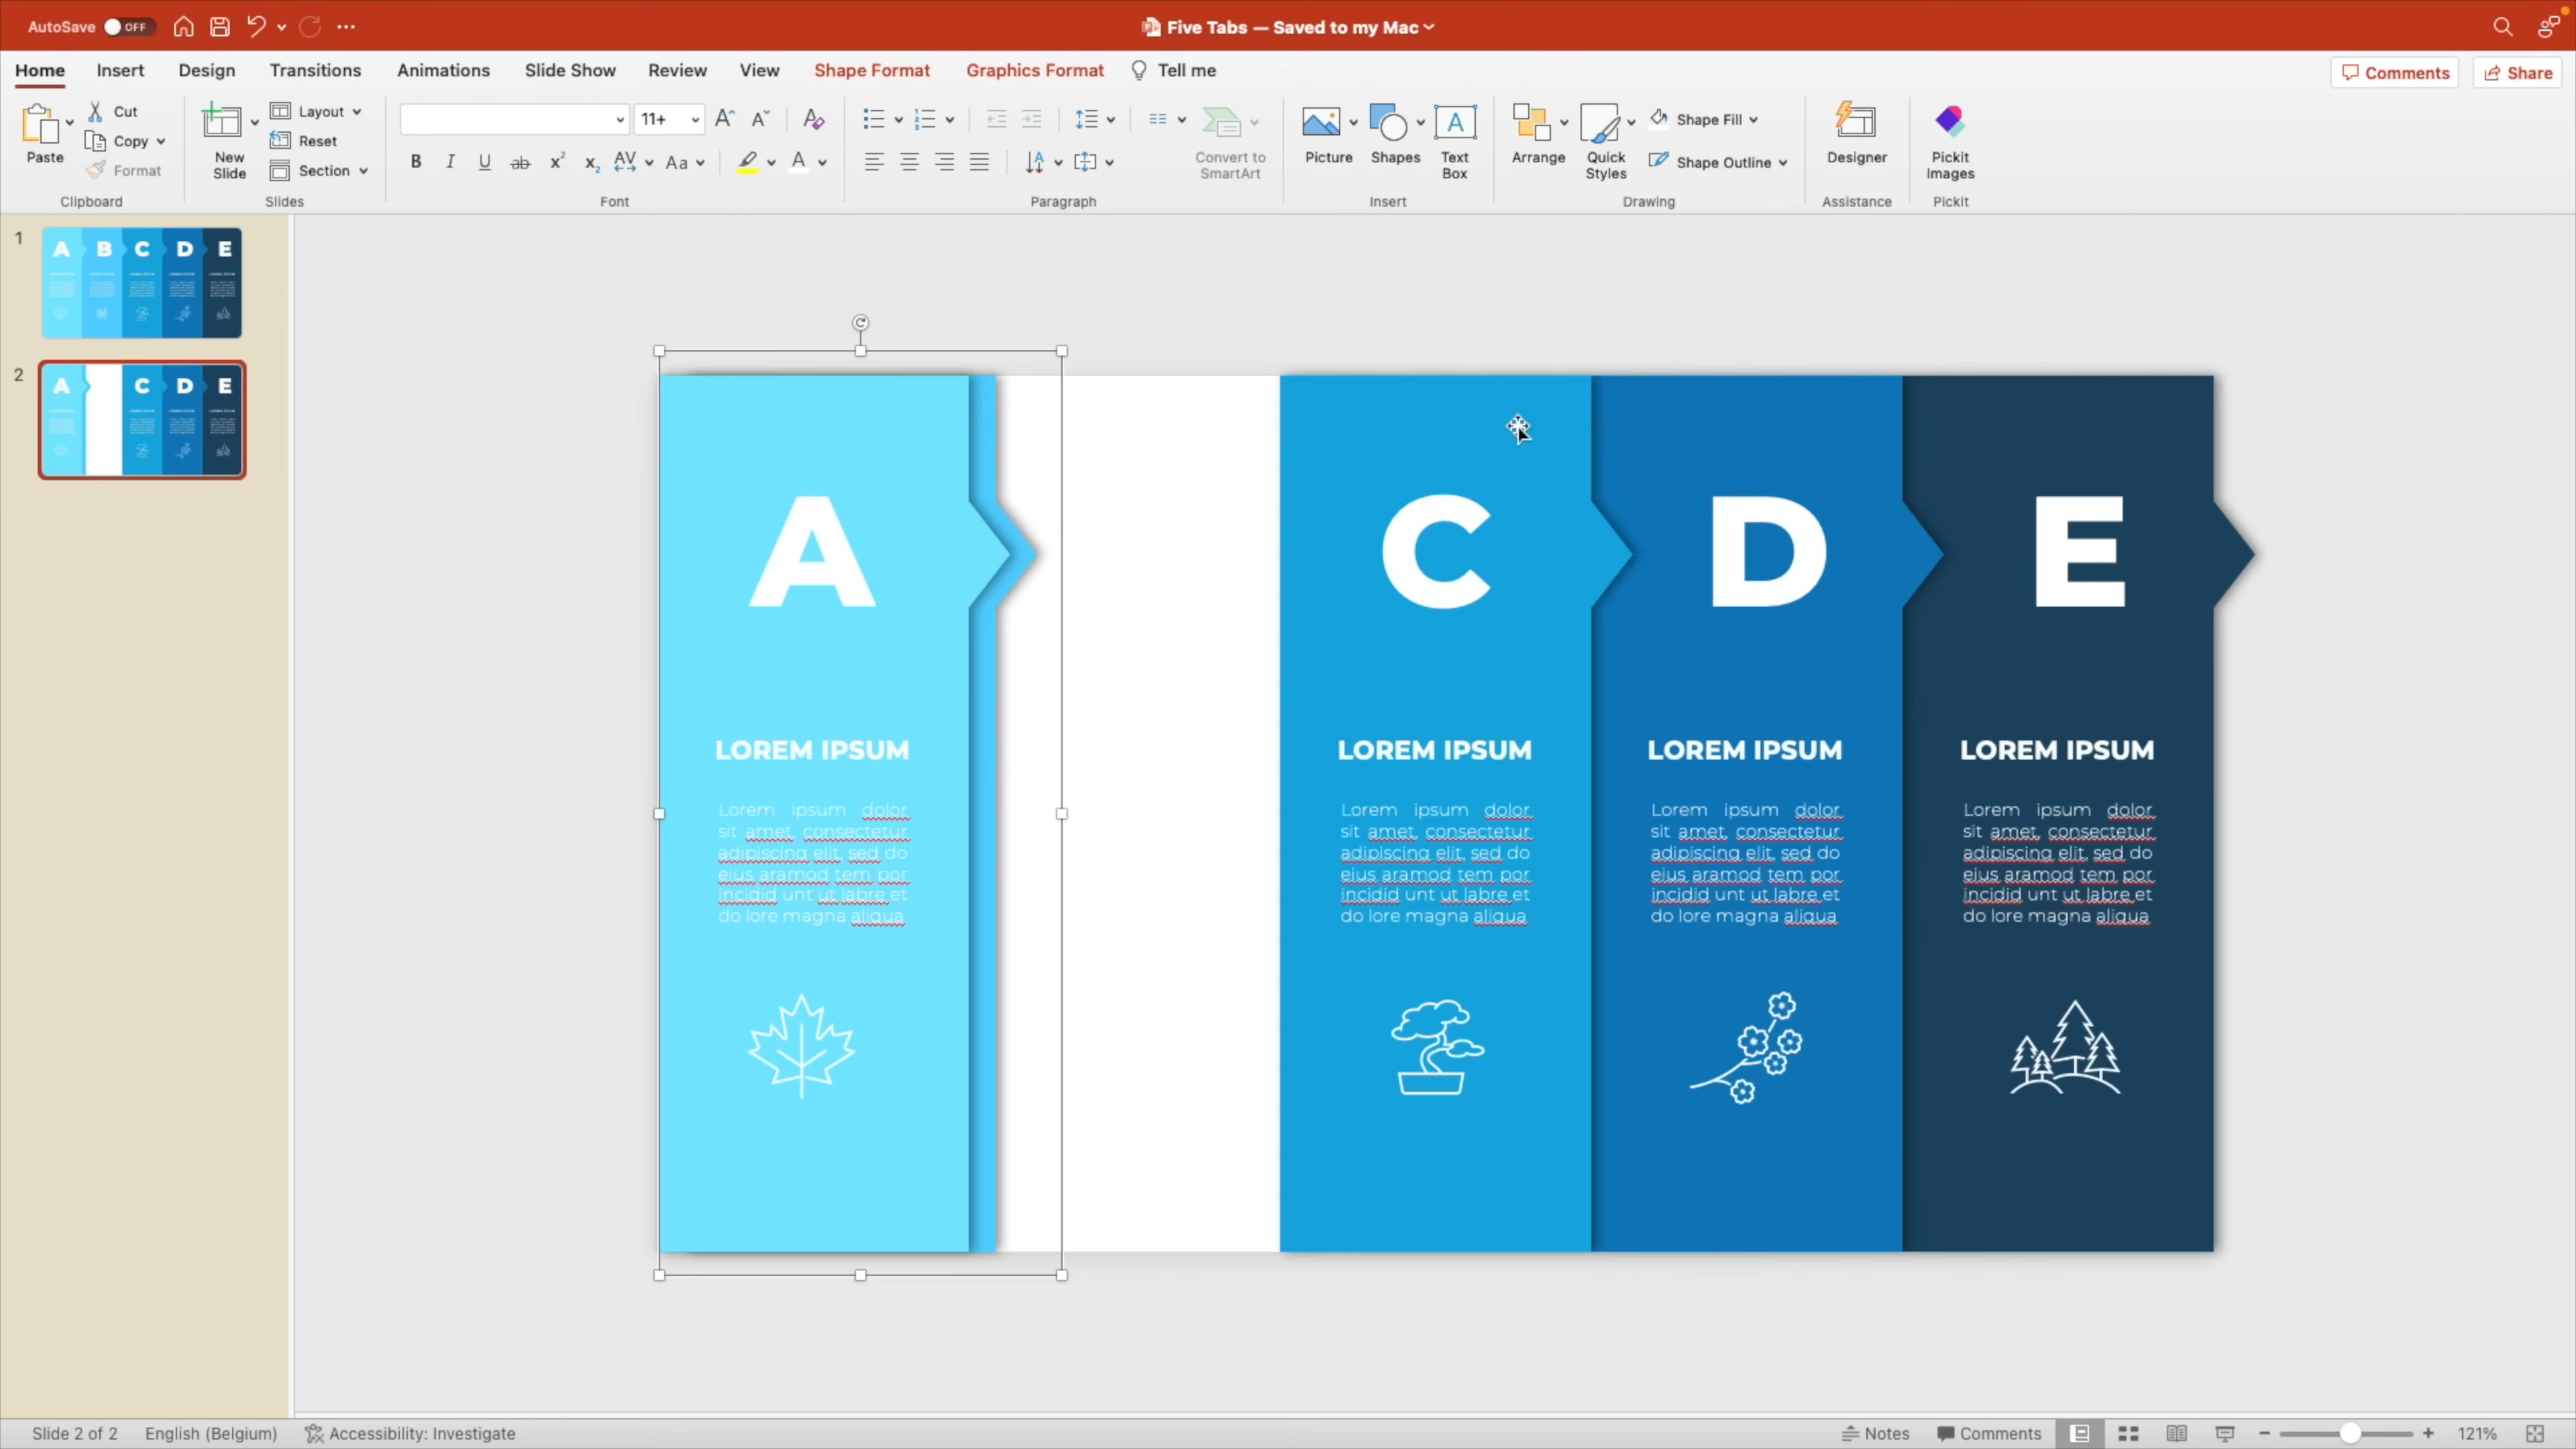 AutoSave OFF
Five Tabs — Saved to my Mac
Home Insert Design Transitions Animations Slide Show Review View Shape Format Graphics Format Tell me Comments Share
Paste
Cut
Copy
Format
Clipboard
New Slide
Layout
Reset
Section
Slides
11+
Font
Convert to SmartArt
Paragraph
Picture
Shapes
Text Box
Insert
Arrange
Quick Styles
Shape Fill
Shape Outline
Drawing
Designer
Assistance
Pickit Images
Pickit
1
A B C D E
2
A C D E
A
LOREM IPSUM
Lorem ipsum dolor
sit amet, consectetur
adipiscing elit, sed do
eius aramod tem por
incidid unt ut labre et
do lore magna aliqua
C
LOREM IPSUM
Lorem ipsum dolor
sit amet, consectetur
adipiscing elit, sed do
eius aramod tem por
incidid unt ut labre et
do lore magna aliqua
D
LOREM IPSUM
Lorem ipsum dolor
sit amet, consectetur
adipiscing elit, sed do
eius aramod tem por
incidid unt ut labre et
do lore magna aliqua
E
LOREM IPSUM
Lorem ipsum dolor
sit amet, consectetur
adipiscing elit, sed do
eius aramod tem por
incidid unt ut labre et
do lore magna aliqua
Slide 2 of 2 English (Belgium) Accessibility: Investigate Notes Comments 121%